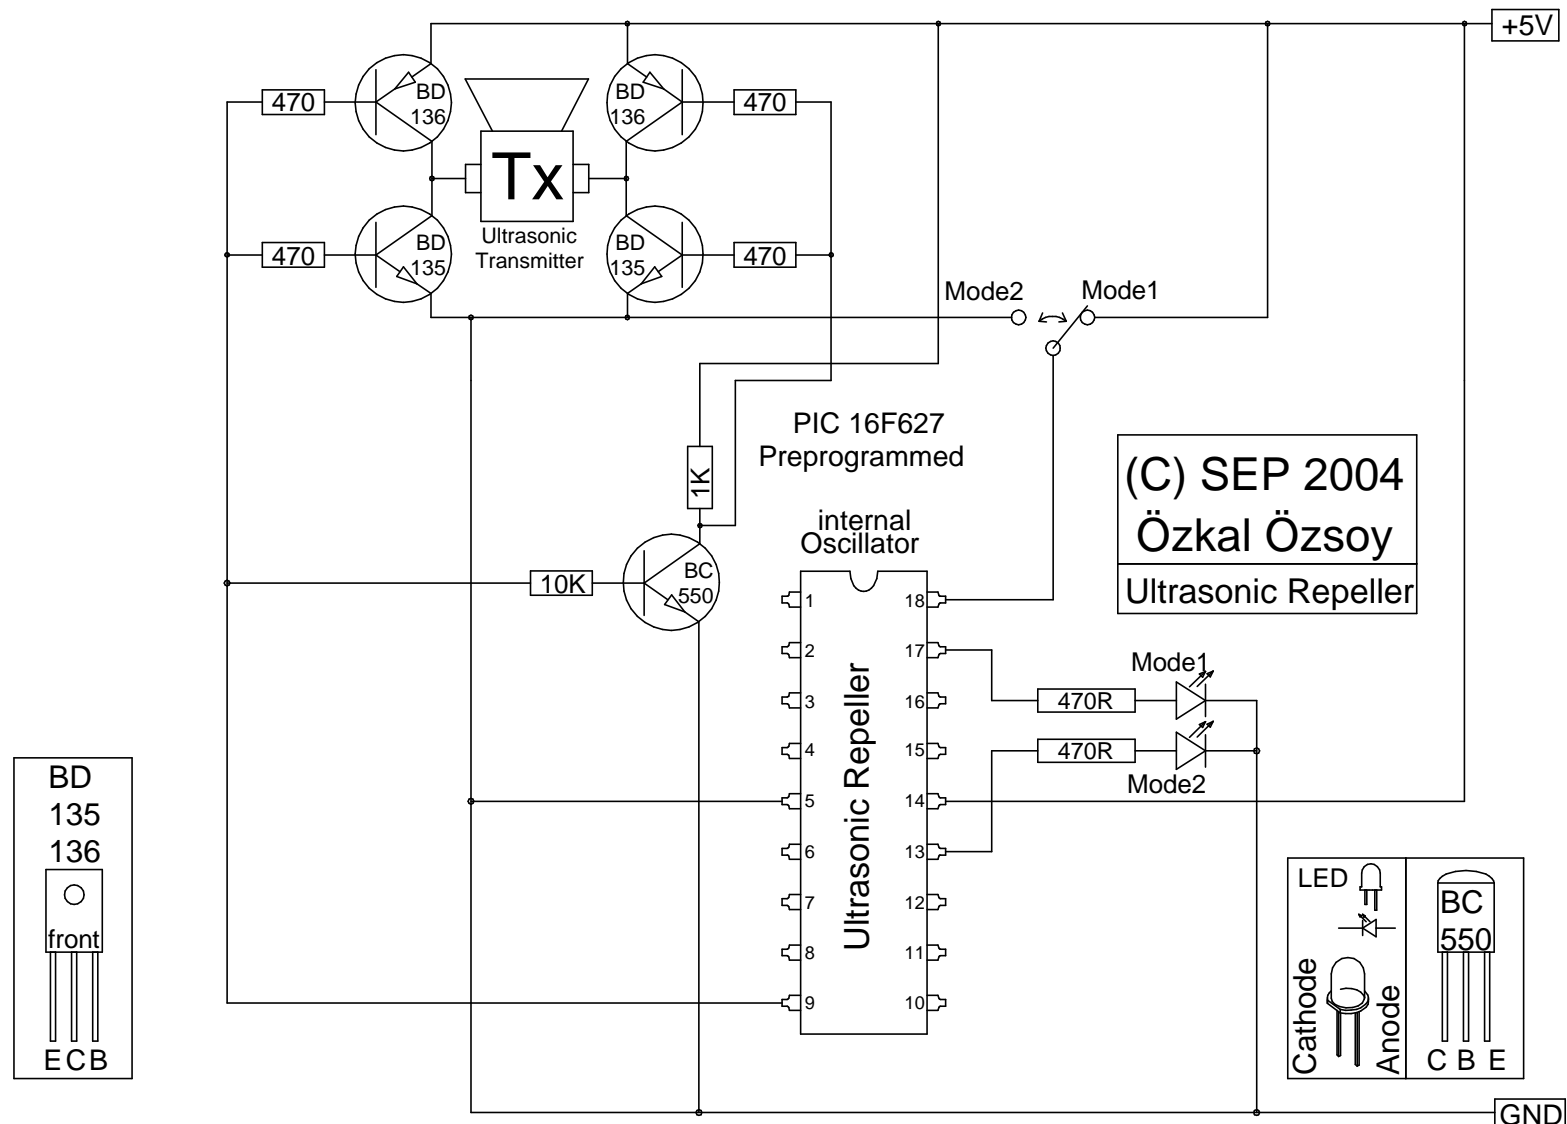 +5V
470
BD
136
BD
136
470
Tx
470
BD
135
Ultrasonic
Transmitter
BD
135
470
Mode2
Mode1
PIC 16F627
Preprogrammed
1K
internal
Oscillator
(C) SEP 2004
Özkal Özsoy
Ultrasonic Repeller
10K
BC
550
1
2
3
4
5
6
7
8
9
Ultrasonic Repeller
18
17
16
15
14
13
12
11
10
Mode1
470R
470R
Mode2
BD
135
136
front
E C B
LED
Cathode
Anode
BC
550
C B E
GND